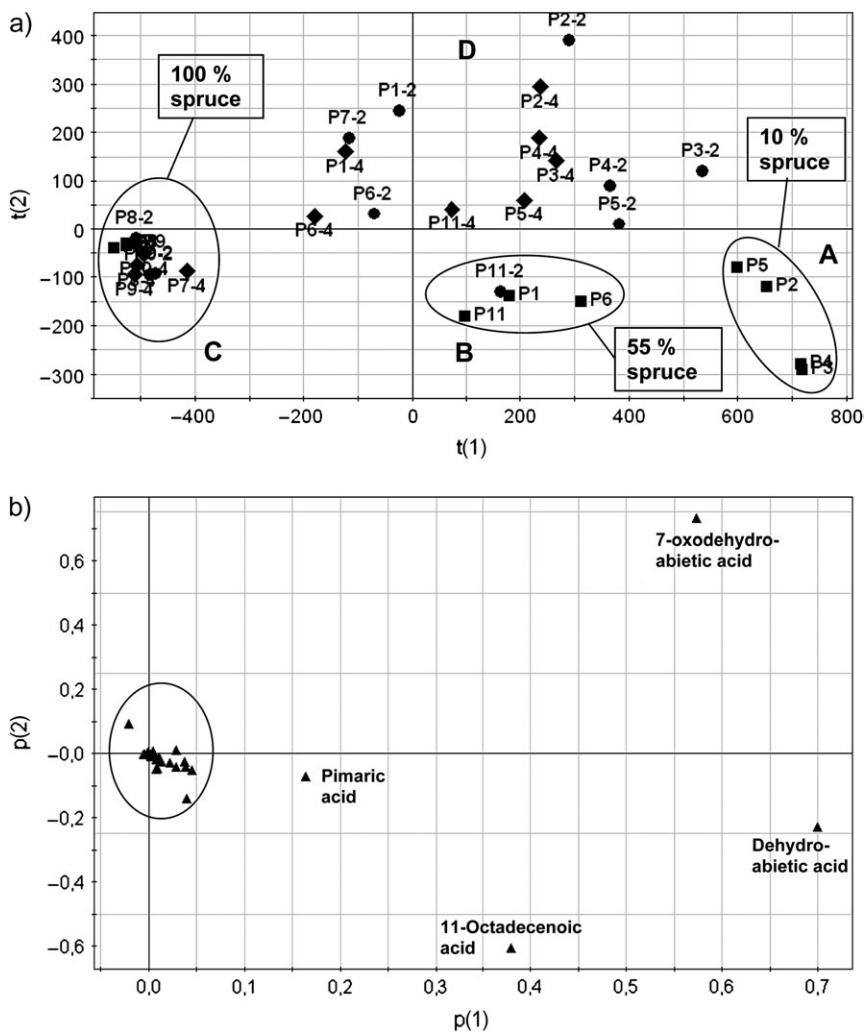 a)
400
300
200
100
0
−100
−200
−300
t(2)
−400
−200
0
200
400
600
800
t(1)
100 %
spruce
10 %
spruce
55 %
spruce
A
B
C
D
P2-2
P1-2
P7-2
P2-4
P1-4
P4-4
P3-4
P3-2
P4-2
P6-2
P6-4
P11-4
P5-4
P5-2
P8-2
P9-4
P7-4
P11-2
P1
P11
P6
P5
P2
P4
P3
b)
0,6
0,4
0,2
−0,0
−0,2
−0,4
−0,6
p(2)
0,0
0,1
0,2
0,3
0,4
0,5
0,6
0,7
p(1)
7-oxodehydro-
abietic acid
Pimaric
acid
Dehydro-
abietic acid
11-Octadecenoic
acid